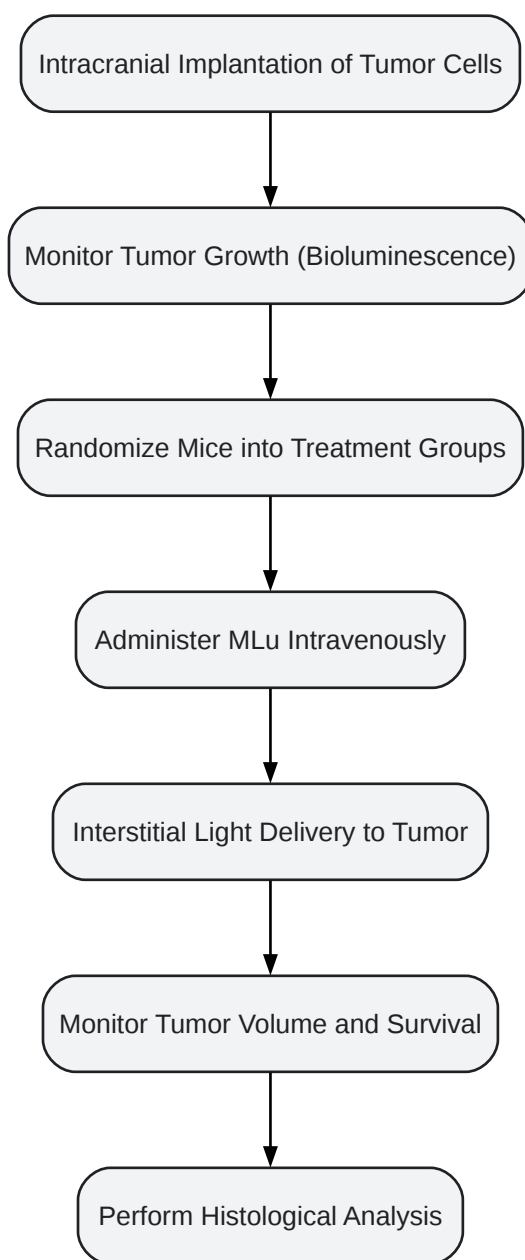 Intracranial Implantation of Tumor Cells
Monitor Tumor Growth (Bioluminescence)
Randomize Mice into Treatment Groups
Administer MLu Intravenously
Interstitial Light Delivery to Tumor
Monitor Tumor Volume and Survival
Perform Histological Analysis